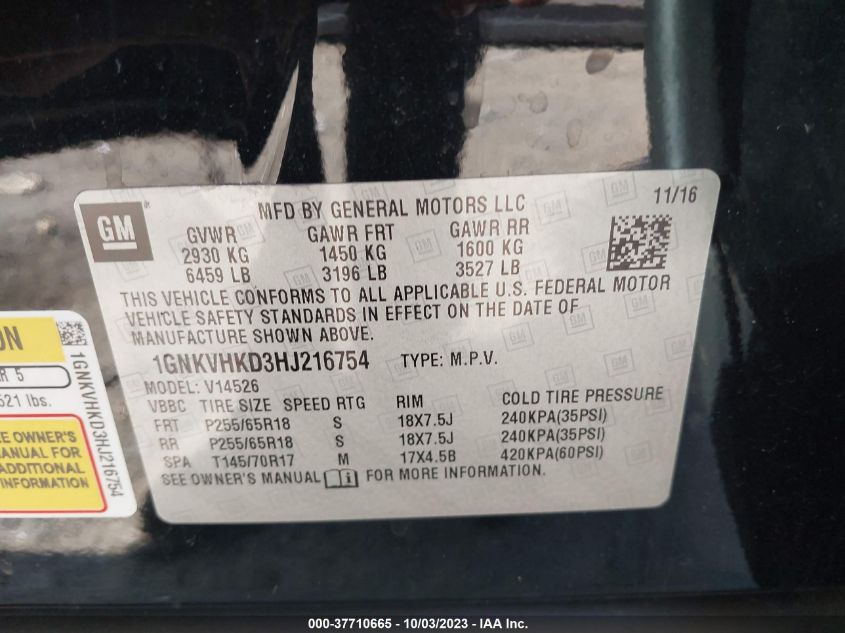 GM
MFD BY GENERAL MOTORS LLC
11/16
GVWR GAWR FRT GAWR RR
2930 KG 1450 KG 1600 KG
6459 LB 3196 LB 3527 LB
THIS VEHICLE CONFORMS TO ALL APPLICABLE U.S. FEDERAL MOTOR
VEHICLE SAFETY STANDARDS IN EFFECT ON THE DATE OF
MANUFACTURE SHOWN ABOVE.
1GNKVHKD3HJ216754 TYPE: M.P.V.
MODEL: V14526
VBBC TIRE SIZE SPEED RTG RIM COLD TIRE PRESSURE
FRT P255/65R18 S 18X7.5J 240KPA(35PSI)
RR P255/65R18 S 18X7.5J 240KPA(35PSI)
SPA T145/70R17 M 17X4.5B 420KPA(60PSI)
SEE OWNER'S MANUAL FOR MORE INFORMATION.
ON
R 5
521 lbs.
EE OWNER'S
MANUAL FOR
ADDITIONAL
INFORMATION
1GNKVHKD3HJ216754
000-37710665 - 10/03/2023 - IAA Inc.